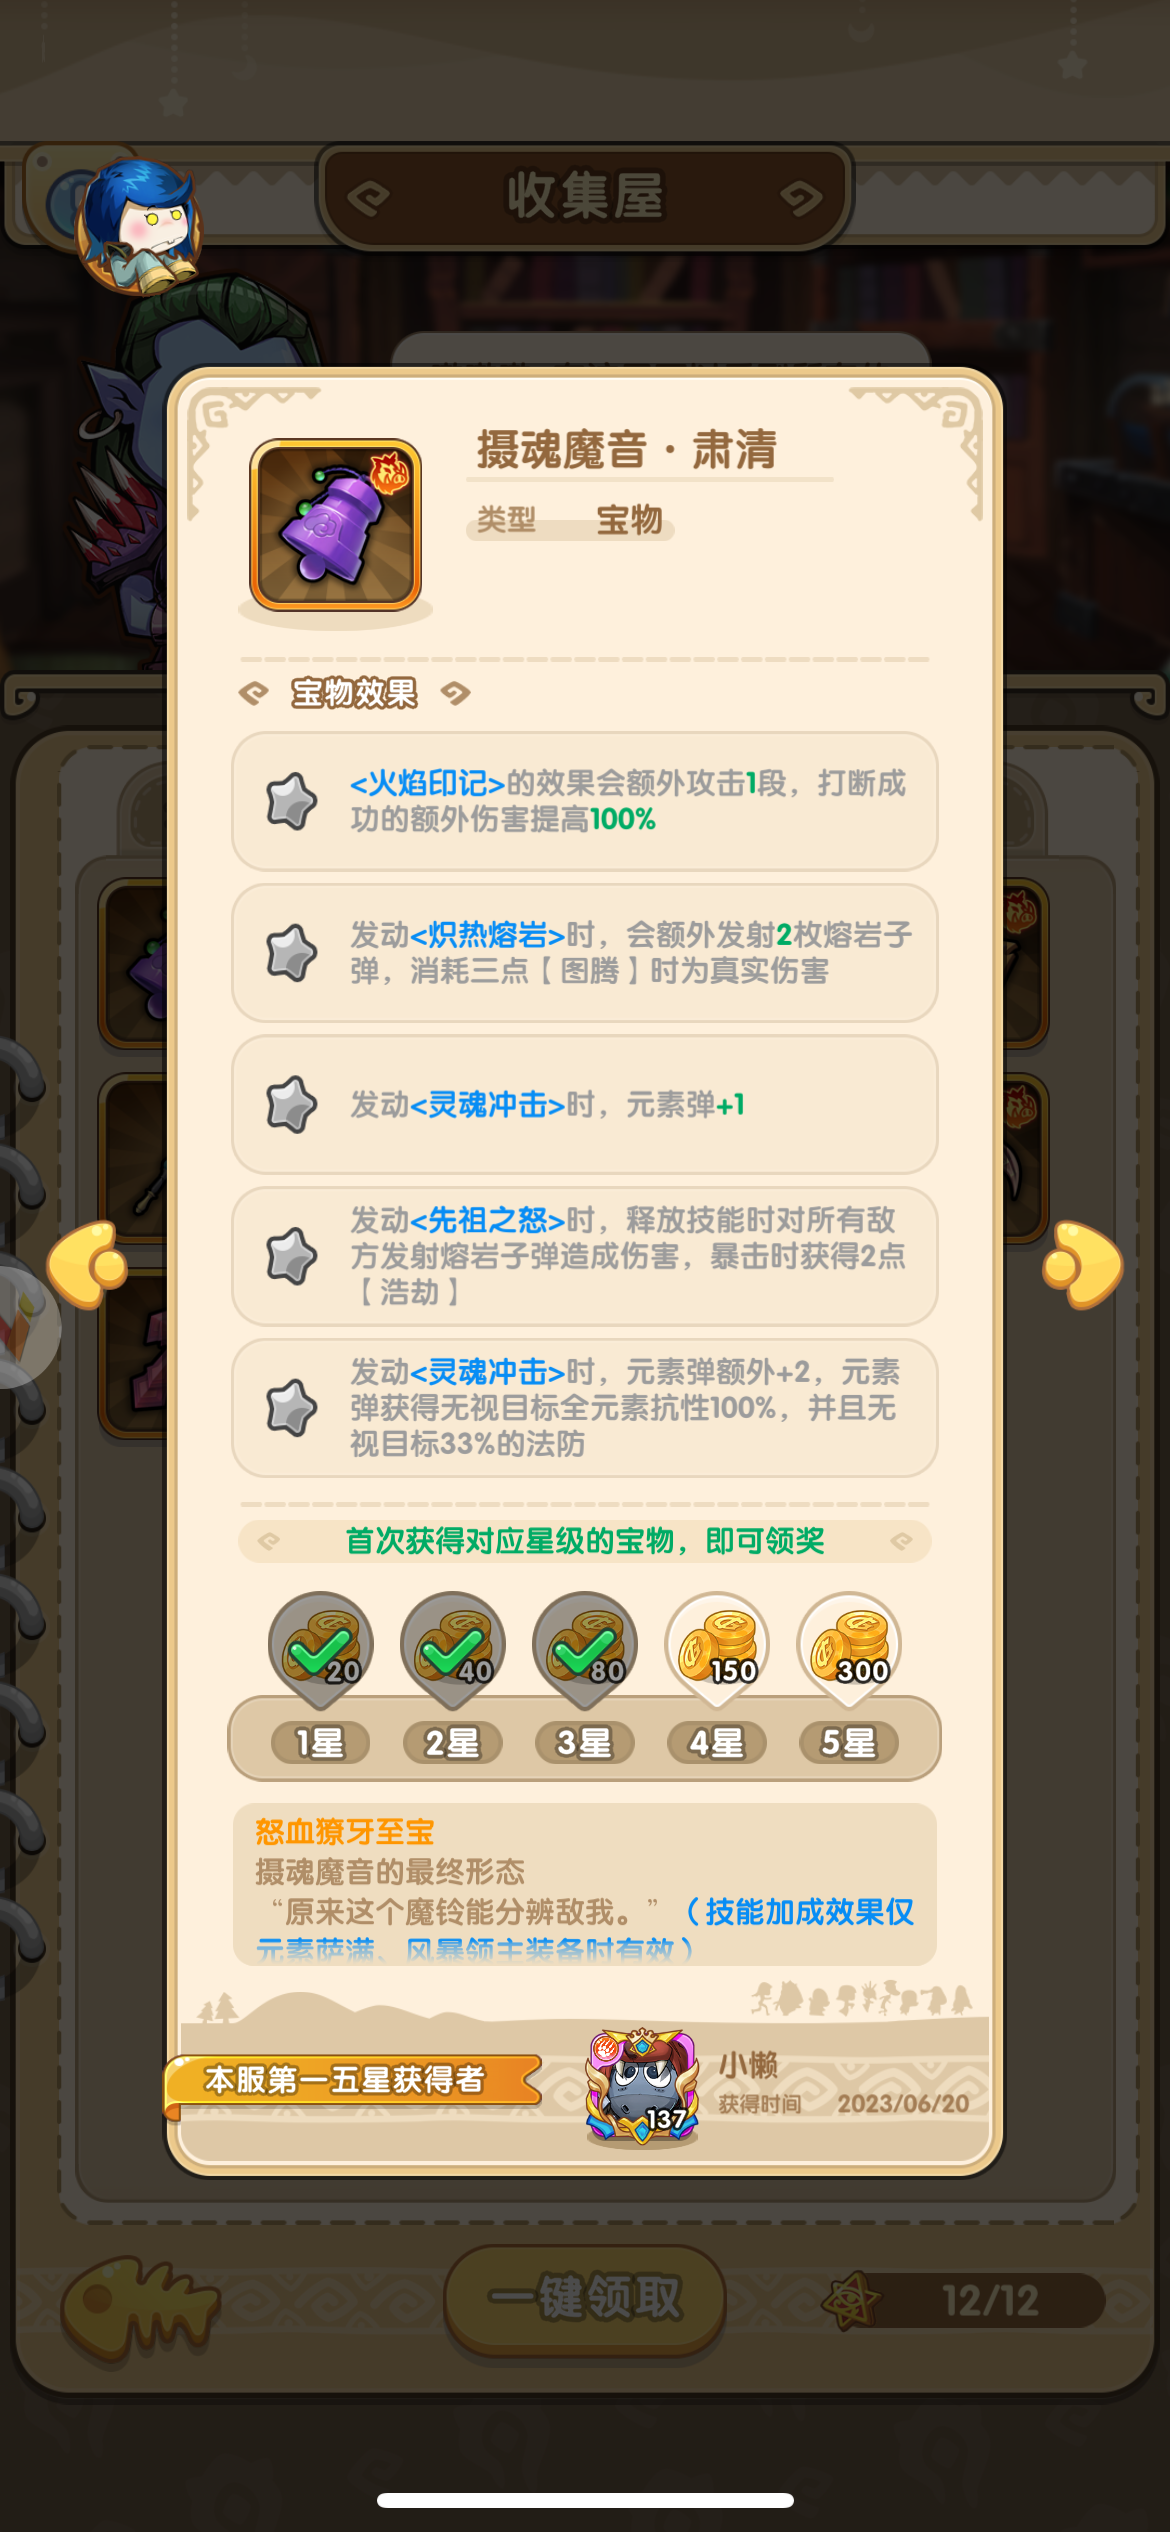 收集屋
摄魂魔音·肃清
类型 宝物
宝物效果
<火焰印记>的效果会额外攻击1段，打断成
功的额外伤害提高100%
发动<炽热熔岩>时，会额外发射2枚熔岩子
弹，消耗三点【图腾】时为真实伤害
发动<灵魂冲击>时，元素弹+1
发动<先祖之怒>时，释放技能时对所有敌
方发射熔岩子弹造成伤害，暴击时获得2点
【浩劫】
发动<灵魂冲击>时，元素弹额外+2，元素
弹获得无视目标全元素抗性100%，并且无
视目标33%的法防
首次获得对应星级的宝物，即可领奖
20 40 80 150 300
1星 2星 3星 4星 5星
怒血獠牙至宝
摄魂魔音的最终形态
“原来这个魔铃能分辨敌我。”（技能加成效果仅
元素萨满、风暴领主装备时有效）
本服第一五星获得者
137
小懒
获得时间 2023/06/20
一键领取
12/12